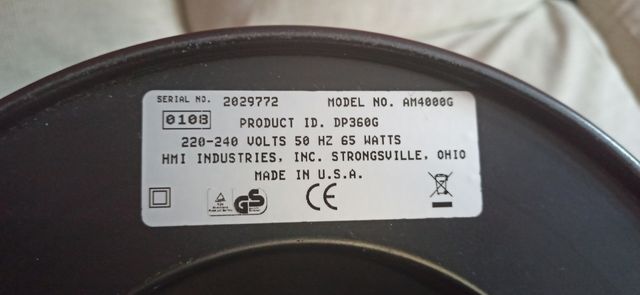 SERIAL NO. 2029772 MODEL NO. AM4000G
0108 PRODUCT ID. DP360G
220-240 VOLTS 50 HZ 65 WATTS
HMI INDUSTRIES, INC. STRONGSVILLE, OHIO
MADE IN U.S.A.
GS CE